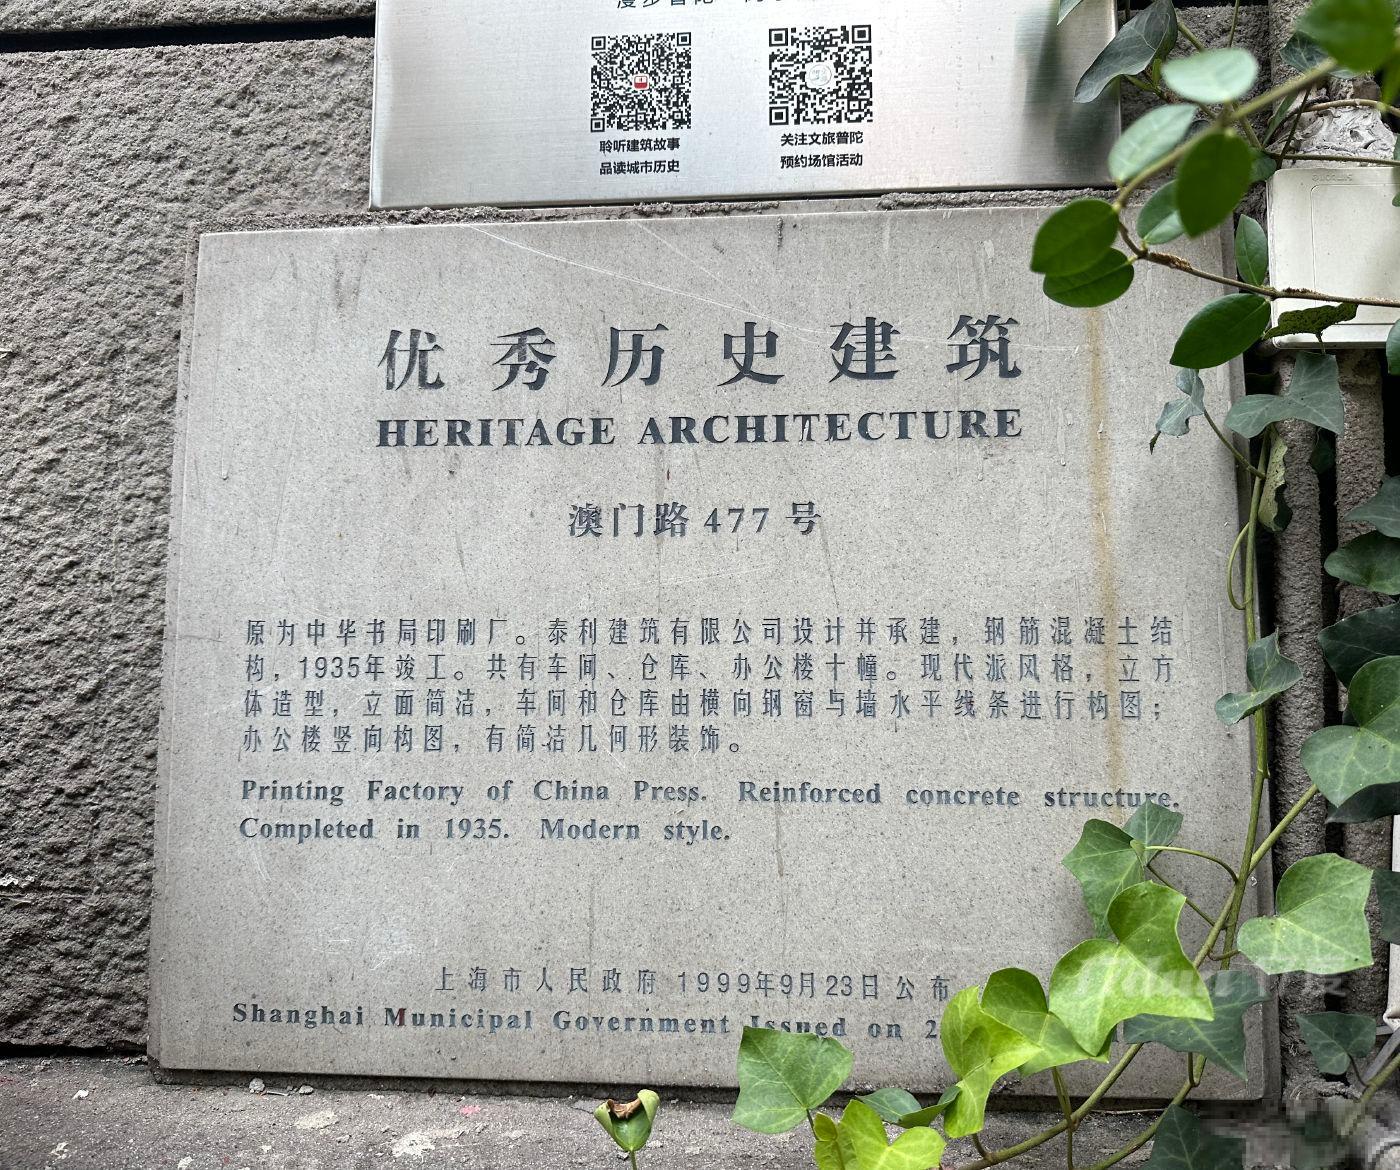 聆听建筑故事
品读城市历史
关注文旅普陀
预约场馆活动
优秀历史建筑
HERITAGE ARCHITECTURE
澳门路 477 号
原为中华书局印刷厂。泰利建筑有限公司设计并承建，钢筋混凝土结
构，1935年竣工。共有车间、仓库、办公楼十幢。现代派风格，立方
体造型，立面简洁，车间和仓库由横向钢窗与墙水平线条进行构图；
办公楼竖向构图，有简洁几何形装饰。
Printing Factory of China Press. Reinforced concrete structure.
Completed in 1935. Modern style.
上海市人民政府 1999年9月23日公布
Shanghai Municipal Government Issued on 2